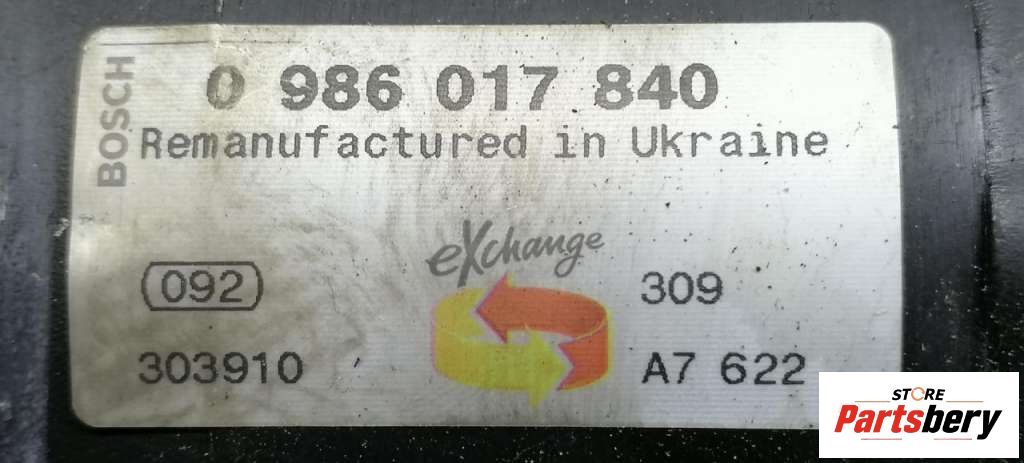 BOSCH
0 986 017 840
Remanufactured in Ukraine
eXchange
092
309
303910
A7 622
STORE
Partsbery